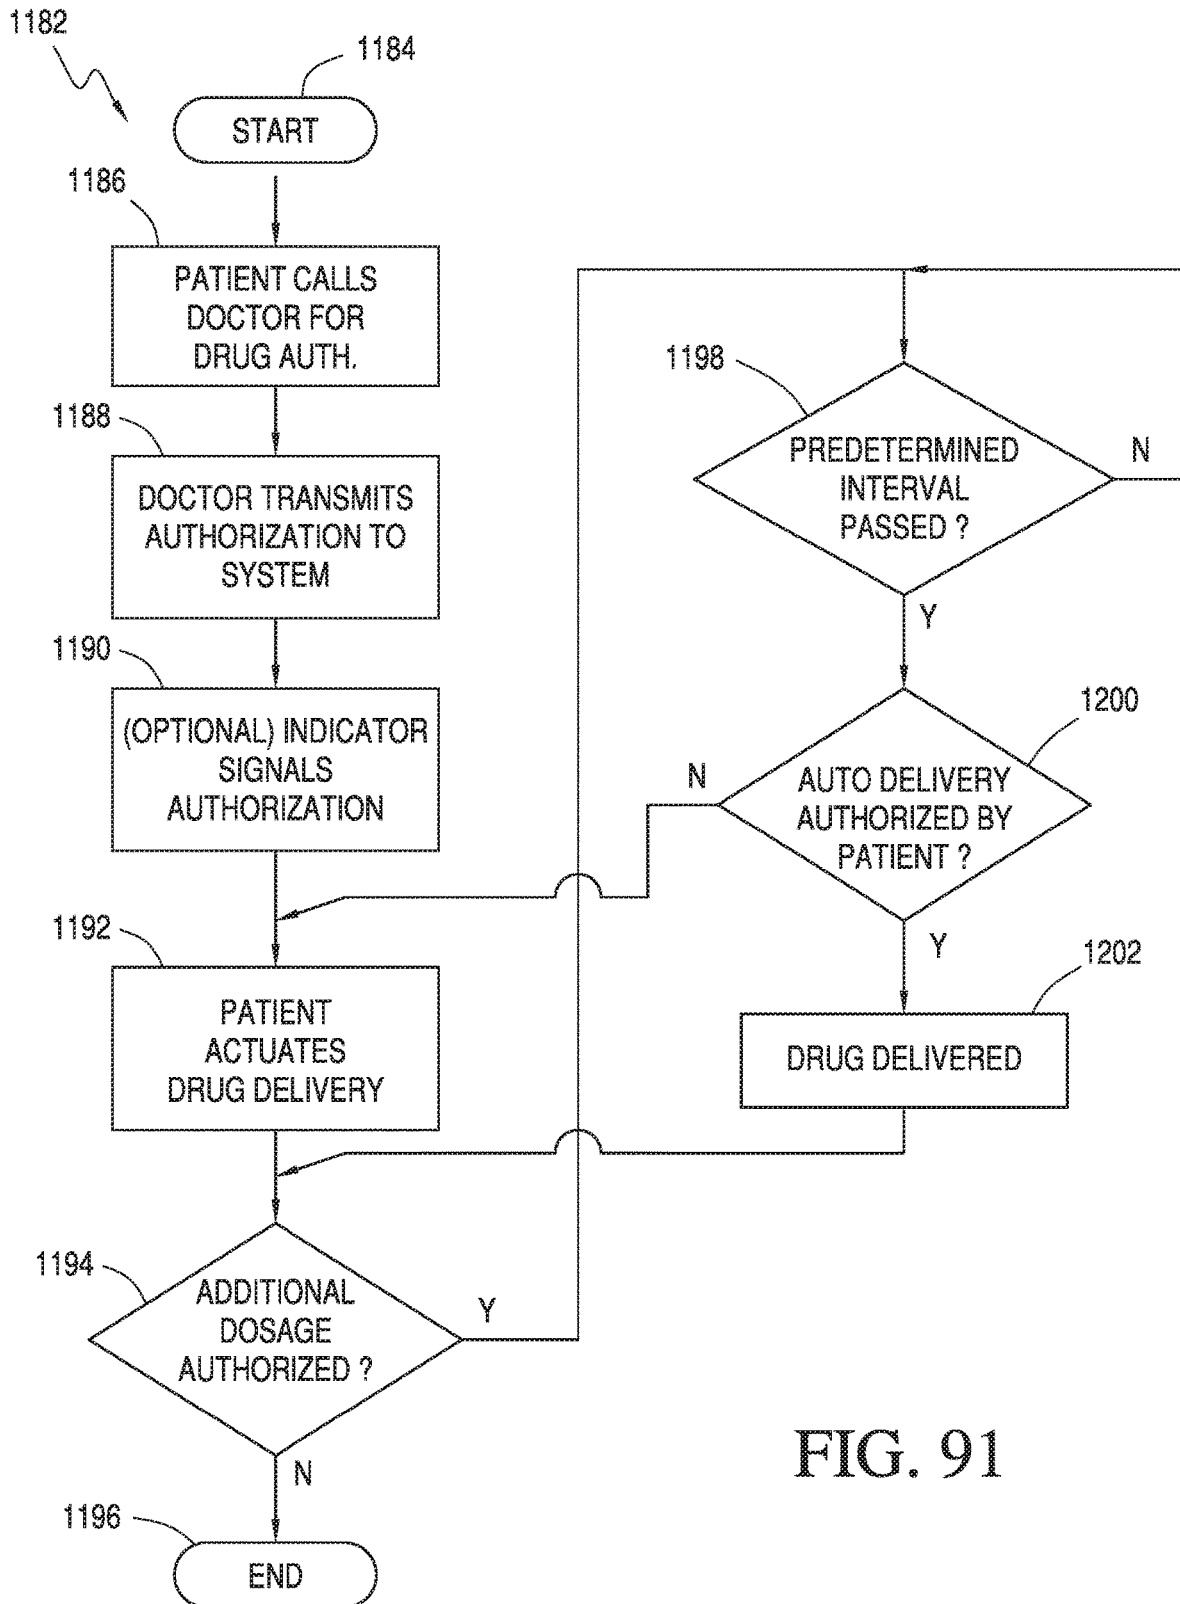 1182
1184
START
1186
PATIENT CALLS
DOCTOR FOR
DRUG AUTH.
1188
DOCTOR TRANSMITS
AUTHORIZATION TO
SYSTEM
1190
(OPTIONAL) INDICATOR
SIGNALS
AUTHORIZATION
1192
PATIENT
ACTUATES
DRUG DELIVERY
1194
ADDITIONAL
DOSAGE
AUTHORIZED ?
Y
N
1196
END
1198
PREDETERMINED
INTERVAL
PASSED ?
N
Y
1200
AUTO DELIVERY
AUTHORIZED BY
PATIENT ?
N
Y
1202
DRUG DELIVERED
FIG. 91